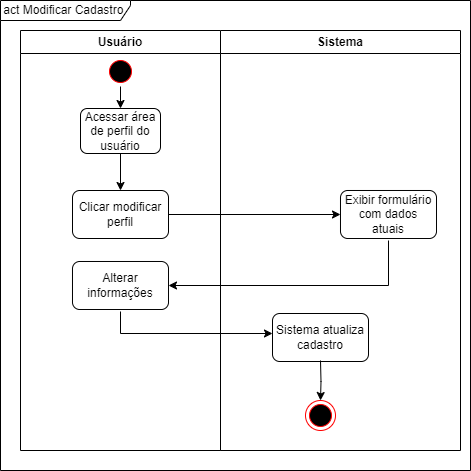 act Modificar Cadastro
Usuário
Sistema
Acessar área
de perfil do
usuário
Clicar modificar
perfil
Exibir formulário
com dados
atuais
Alterar
informações
Sistema atualiza
cadastro